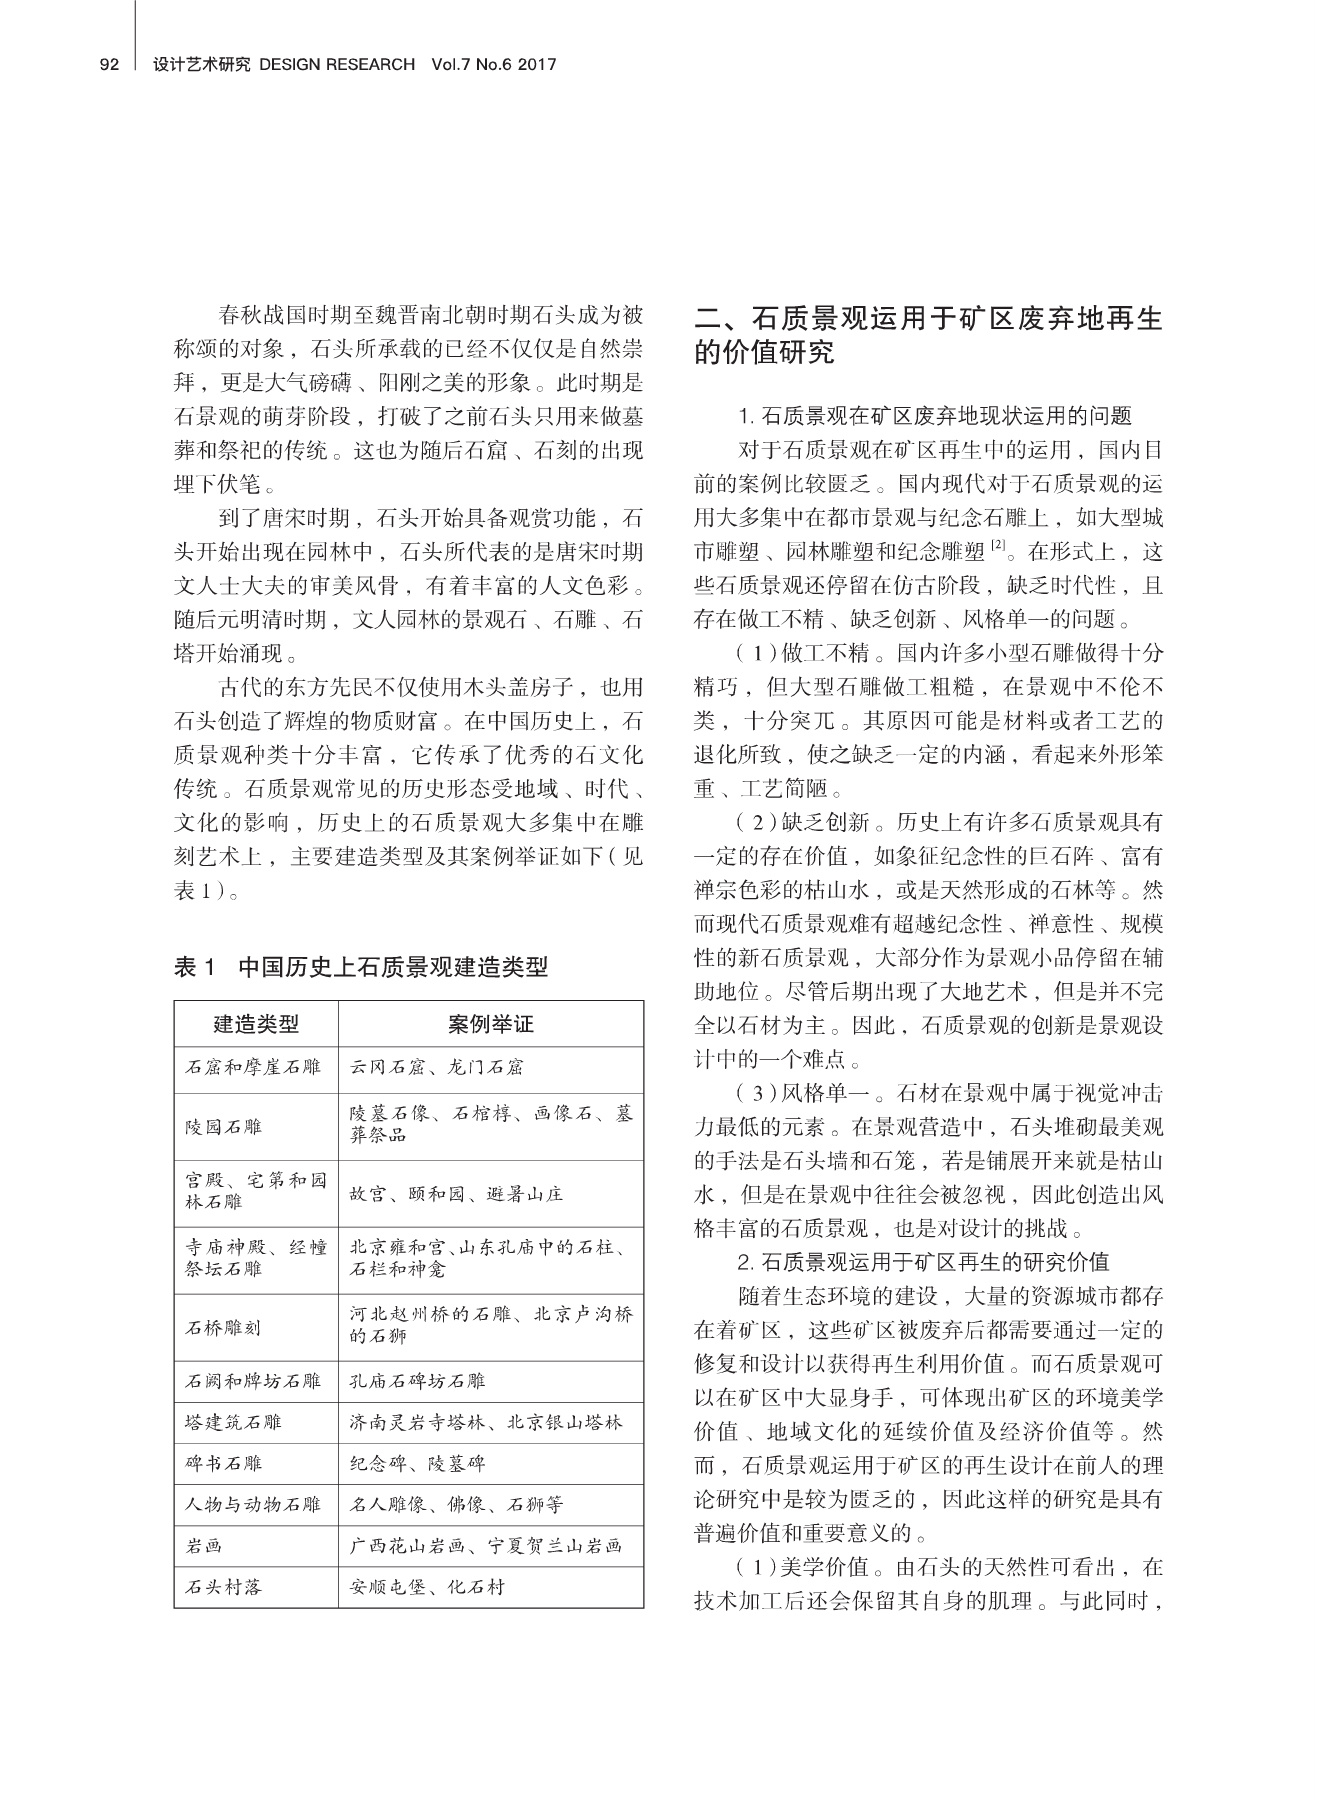 92 设计艺术研究 DESIGN RESEARCH Vol.7 No.6 2017
春秋战国时期至魏晋南北朝时期石头成为被
称颂的对象，石头所承载的已经不仅仅是自然崇
拜，更是大气磅礴、阳刚之美的形象。此时期是
石景观的萌芽阶段，打破了之前石头只用来做墓
葬和祭祀的传统。这也为随后石窟、石刻的出现
埋下伏笔。
到了唐宋时期，石头开始具备观赏功能，石
头开始出现在园林中，石头所代表的是唐宋时期
文人士大夫的审美风骨，有着丰富的人文色彩。
随后元明清时期，文人园林的景观石、石雕、石
塔开始涌现。
古代的东方先民不仅使用木头盖房子，也用
石头创造了辉煌的物质财富。在中国历史上，石
质景观种类十分丰富，它传承了优秀的石文化
传统。石质景观常见的历史形态受地域、时代、
文化的影响，历史上的石质景观大多集中在雕
刻艺术上，主要建造类型及其案例举证如下（见
表1）。
表1 中国历史上石质景观建造类型
建造类型 案例举证
石窟和摩崖石雕 云冈石窟、龙门石窟
陵园石雕 陵墓石像、石棺椁、画像石、墓
葬祭品
宫殿、宅第和园
林石雕 故宫、颐和园、避暑山庄
寺庙神殿、经幢
祭坛石雕 北京雍和宫、山东孔庙中的石柱、
石栏和神龛
石桥雕刻 河北赵州桥的石雕、北京卢沟桥
的石狮
石阙和牌坊石雕 孔庙石碑坊石雕
塔建筑石雕 济南灵岩寺塔林、北京银山塔林
碑书石雕 纪念碑、陵墓碑
人物与动物石雕 名人雕像、佛像、石狮等
岩画 广西花山岩画、宁夏贺兰山岩画
石头村落 安顺屯堡、化石村
二、石质景观运用于矿区废弃地再生
的价值研究
1. 石质景观在矿区废弃地现状运用的问题
对于石质景观在矿区再生中的运用，国内目
前的案例比较匮乏。国内现代对于石质景观的运
用大多集中在都市景观与纪念石雕上，如大型城
市雕塑、园林雕塑和纪念雕塑[2]。在形式上，这
些石质景观还停留在仿古阶段，缺乏时代性，且
存在做工不精、缺乏创新、风格单一的问题。
（1）做工不精。国内许多小型石雕做得十分
精巧，但大型石雕做工粗糙，在景观中不伦不
类，十分突兀。其原因可能是材料或者工艺的
退化所致，使之缺乏一定的内涵，看起来外形笨
重、工艺简陋。
（2）缺乏创新。历史上有许多石质景观具有
一定的存在价值，如象征纪念性的巨石阵、富有
禅宗色彩的枯山水，或是天然形成的石林等。然
而现代石质景观难有超越纪念性、禅意性、规模
性的新石质景观，大部分作为景观小品停留在辅
助地位。尽管后期出现了大地艺术，但是并不完
全以石材为主。因此，石质景观的创新是景观设
计中的一个难点。
（3）风格单一。石材在景观中属于视觉冲击
力最低的元素。在景观营造中，石头堆砌最美观
的手法是石头墙和石笼，若是铺展开来就是枯山
水，但是在景观中往往会被忽视，因此创造出风
格丰富的石质景观，也是对设计的挑战。
2. 石质景观运用于矿区再生的研究价值
随着生态环境的建设，大量的资源城市都存
在着矿区，这些矿区被废弃后都需要通过一定的
修复和设计以获得再生利用价值。而石质景观可
以在矿区中大显身手，可体现出矿区的环境美学
价值、地域文化的延续价值及经济价值等。然
而，石质景观运用于矿区的再生设计在前人的理
论研究中是较为匮乏的，因此这样的研究是具有
普遍价值和重要意义的。
（1）美学价值。由石头的天然性可看出，在
技术加工后还会保留其自身的肌理。与此同时，